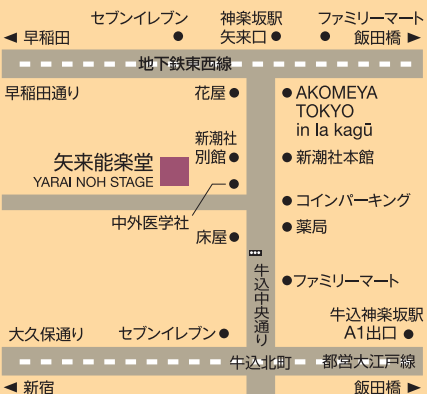 セブンイレブン
神楽坂駅
矢来口
ファミリーマート
早稲田
飯田橋
地下鉄東西線
早稲田通り
花屋
AKOMEYA
TOKYO
in la kagū
新潮社
別館
新潮社本館
矢来能楽堂
YARAI NOH STAGE
中外医学社
コインパーキング
床屋
薬局
牛込中央通り
ファミリーマート
牛込神楽坂駅
A1出口
大久保通り
セブンイレブン
牛込北町
都営大江戸線
新宿
飯田橋